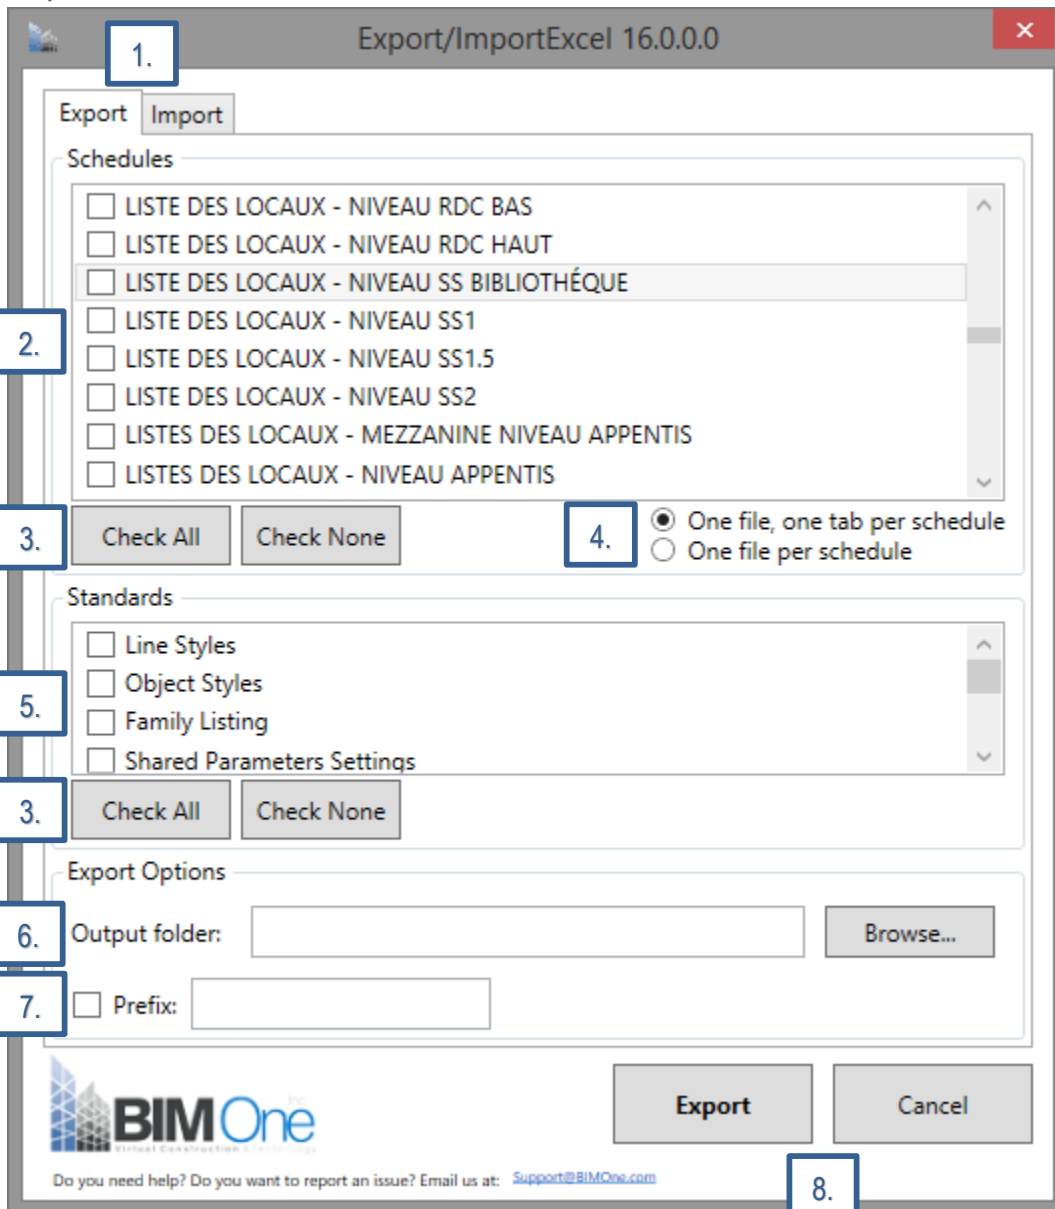 Export/ImportExcel 16.0.0.0
1.
Export Import
Schedules
LISTE DES LOCAUX - NIVEAU RDC BAS
LISTE DES LOCAUX - NIVEAU RDC HAUT
LISTE DES LOCAUX - NIVEAU SS BIBLIOTHÉQUE
LISTE DES LOCAUX - NIVEAU SS1
2.
LISTE DES LOCAUX - NIVEAU SS1.5
LISTE DES LOCAUX - NIVEAU SS2
LISTES DES LOCAUX - MEZZANINE NIVEAU APPENTIS
LISTES DES LOCAUX - NIVEAU APPENTIS
3. Check All Check None 4. One file, one tab per schedule
One file per schedule
Standards
Line Styles
Object Styles
5.
Family Listing
Shared Parameters Settings
3. Check All Check None
Export Options
6. Output folder: Browse...
7. Prefix:
BIMOne Inc
Virtual Construction & Technology
Export Cancel
Do you need help? Do you want to report an issue? Email us at: Support@BIMOne.com
8.